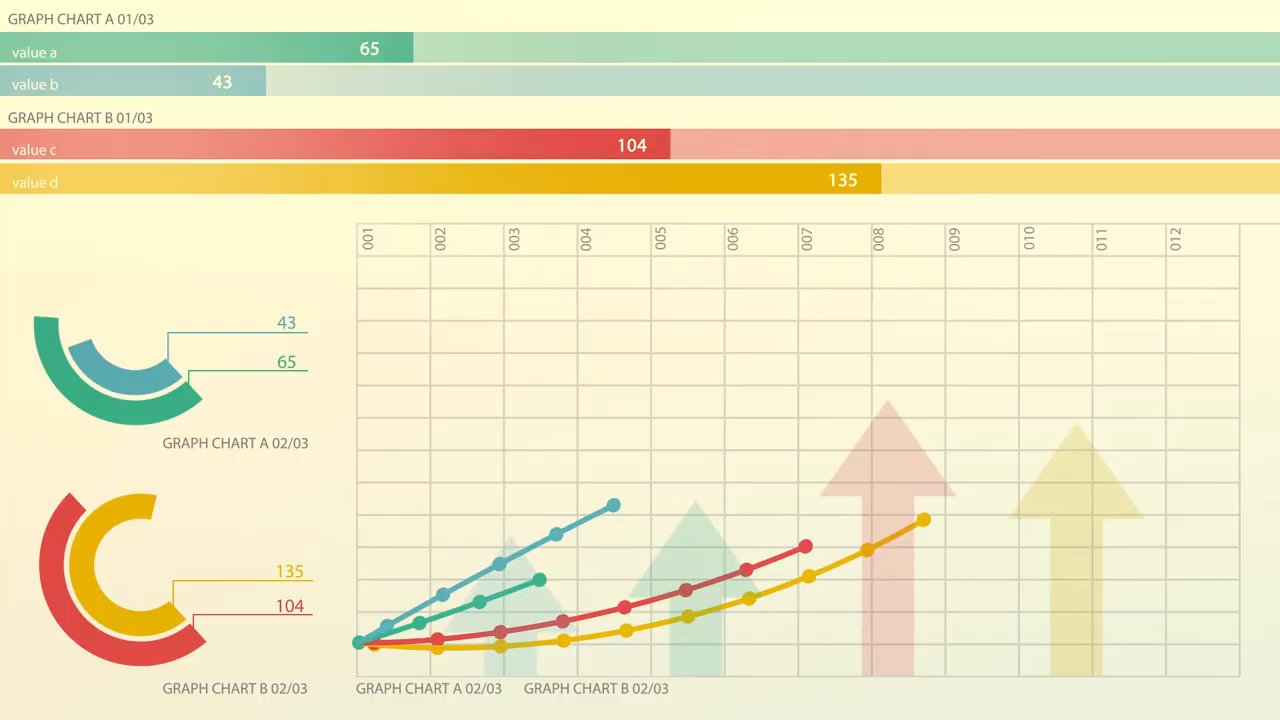 GRAPH CHART A 01/03
value a 65
value b 43
GRAPH CHART B 01/03
value c 104
value d 135
001 002 003 004 005 006 007 008 009 010 011 012
43
65
GRAPH CHART A 02/03
135
104
GRAPH CHART B 02/03
GRAPH CHART A 02/03 GRAPH CHART B 02/03